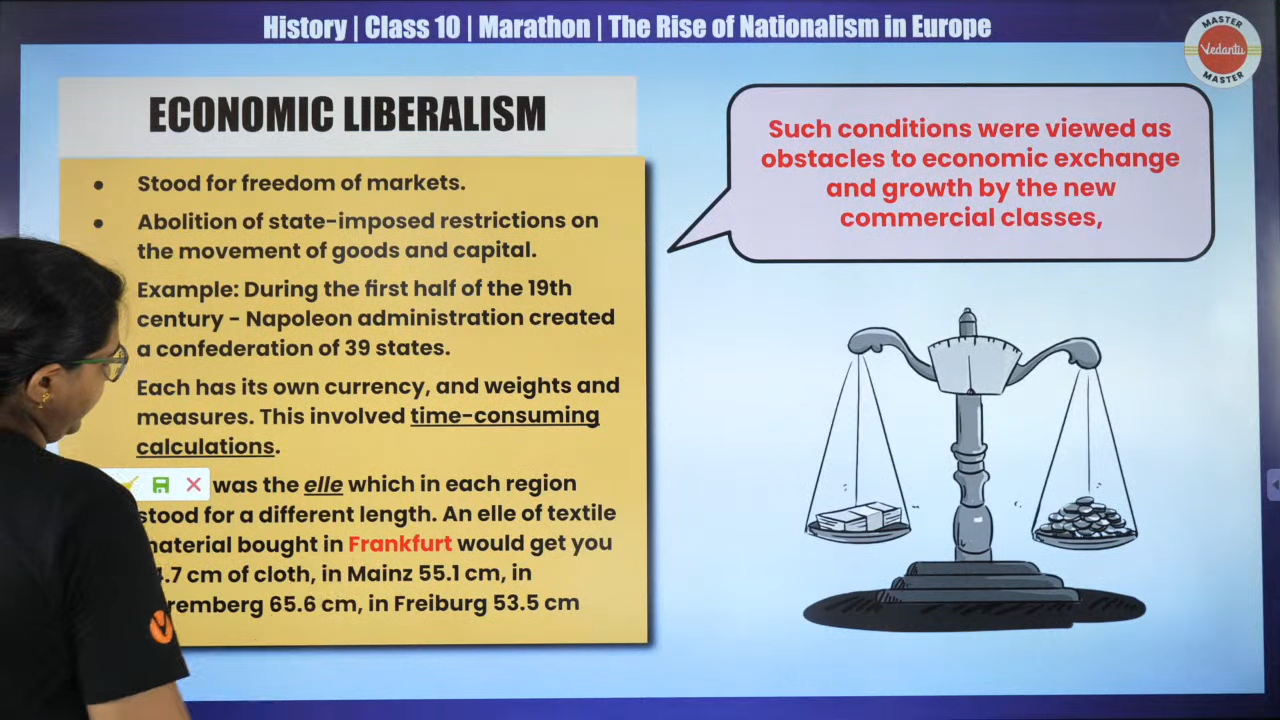 History | Class 10 | Marathon | The Rise of Nationalism in Europe
MASTER
Vedantu
MASTER
ECONOMIC LIBERALISM
• Stood for freedom of markets.
• Abolition of state-imposed restrictions on
the movement of goods and capital.
Example: During the first half of the 19th
century - Napoleon administration created
a confederation of 39 states.
Each has its own currency, and weights and
measures. This involved time-consuming
calculations.
was the elle which in each region
stood for a different length. An elle of textile
material bought in Frankfurt would get you
.7 cm of cloth, in Mainz 55.1 cm, in
remberg 65.6 cm, in Freiburg 53.5 cm
Such conditions were viewed as
obstacles to economic exchange
and growth by the new
commercial classes,